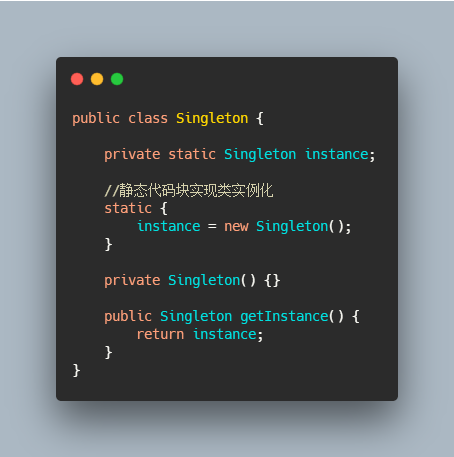 public class Singleton {
private static Singleton instance;
//静态代码块实现类实例化
static {
instance = new Singleton();
}
private Singleton() {}
public Singleton getInstance() {
return instance;
}
}